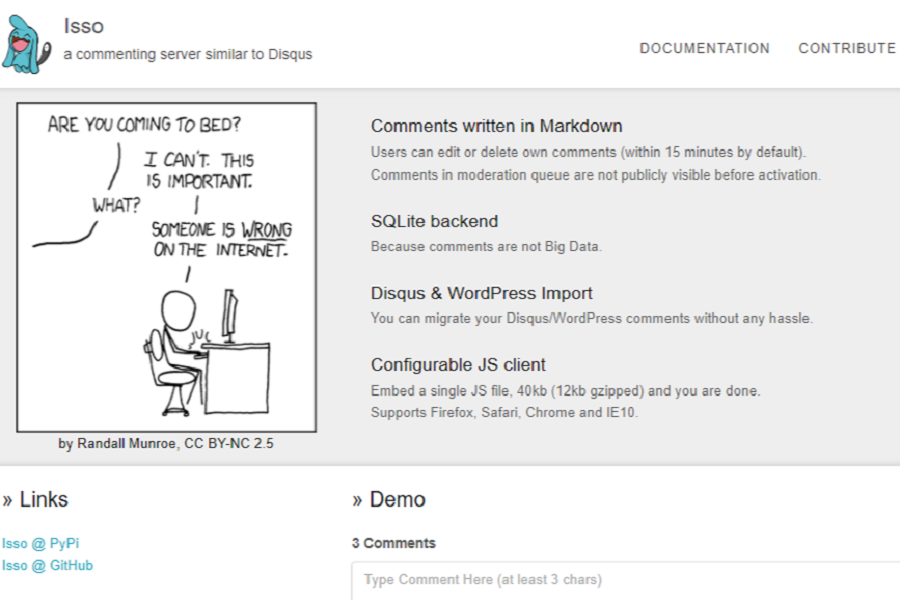 Isso
a commenting server similar to Disqus
DOCUMENTATION CONTRIBUTE
ARE YOU COMING TO BED?
I CAN'T. THIS
IS IMPORTANT.
WHAT?
SOMEONE IS WRONG
ON THE INTERNET.
by Randall Munroe, CC BY-NC 2.5
Comments written in Markdown
Users can edit or delete own comments (within 15 minutes by default).
Comments in moderation queue are not publicly visible before activation.
SQLite backend
Because comments are not Big Data.
Disqus & WordPress Import
You can migrate your Disqus/WordPress comments without any hassle.
Configurable JS client
Embed a single JS file, 40kb (12kb gzipped) and you are done.
Supports Firefox, Safari, Chrome and IE10.
» Links
Isso @ PyPi
Isso @ GitHub
» Demo
3 Comments
Type Comment Here (at least 3 chars)